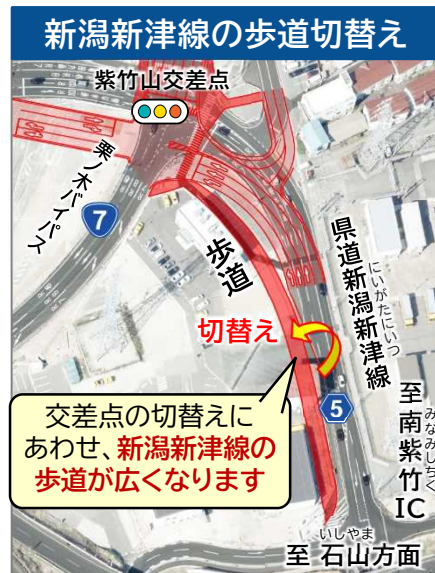 新潟新津線の歩道切替え
紫竹山交差点
栗ノ木バイパス
7
歩道
県道新潟新津線
にいがたにいつ
切替え
5
交差点の切替えに
あわせ、新潟新津線の
歩道が広くなります
至南紫竹IC
みなみしちく
いしやま
至 石山方面